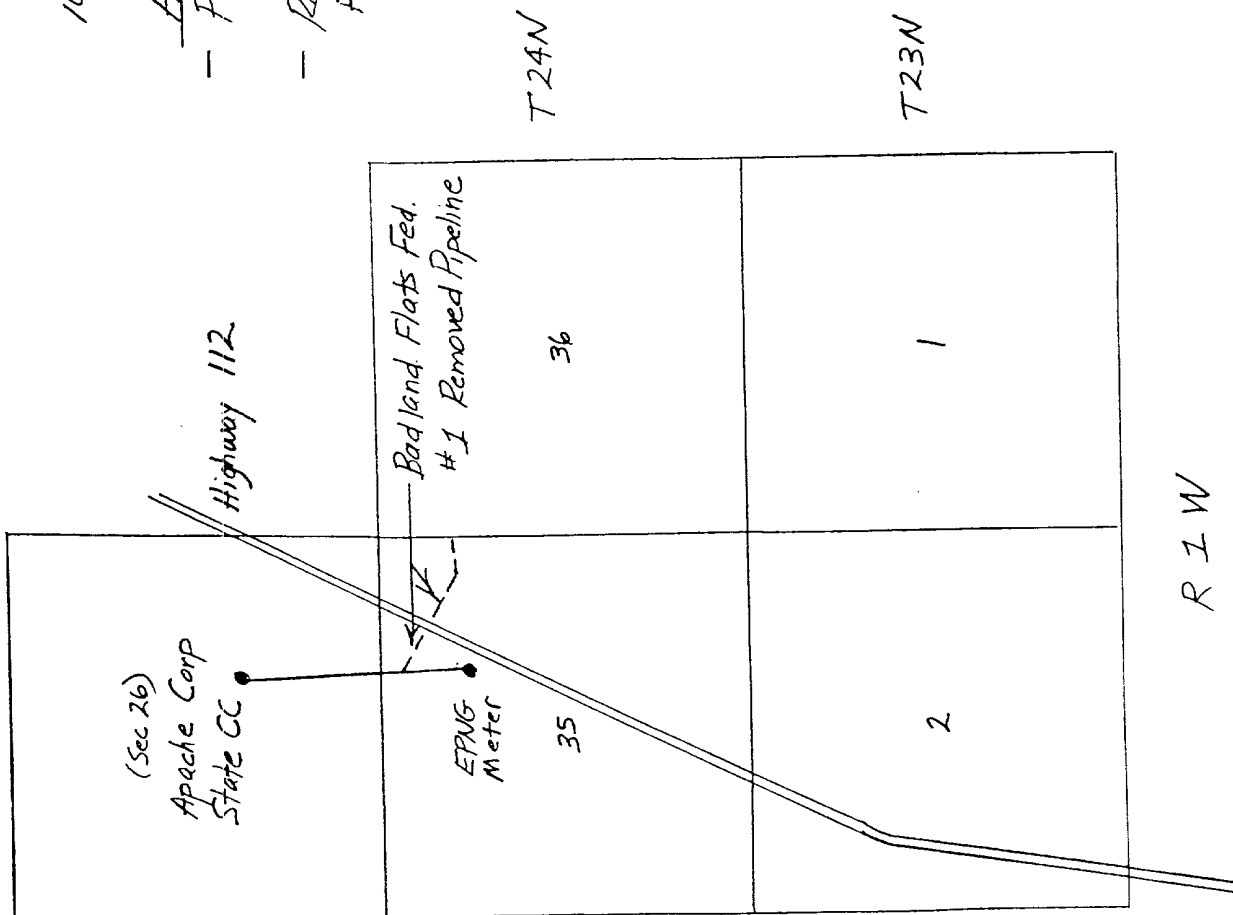 10
T24N
T23N
Highway 112
Badland Flats Fed.
#1 Removed Pipeline
(Sec 26)
Apache Corp
State CC
36
1
EPNG
Meter
35
2
R 1 W